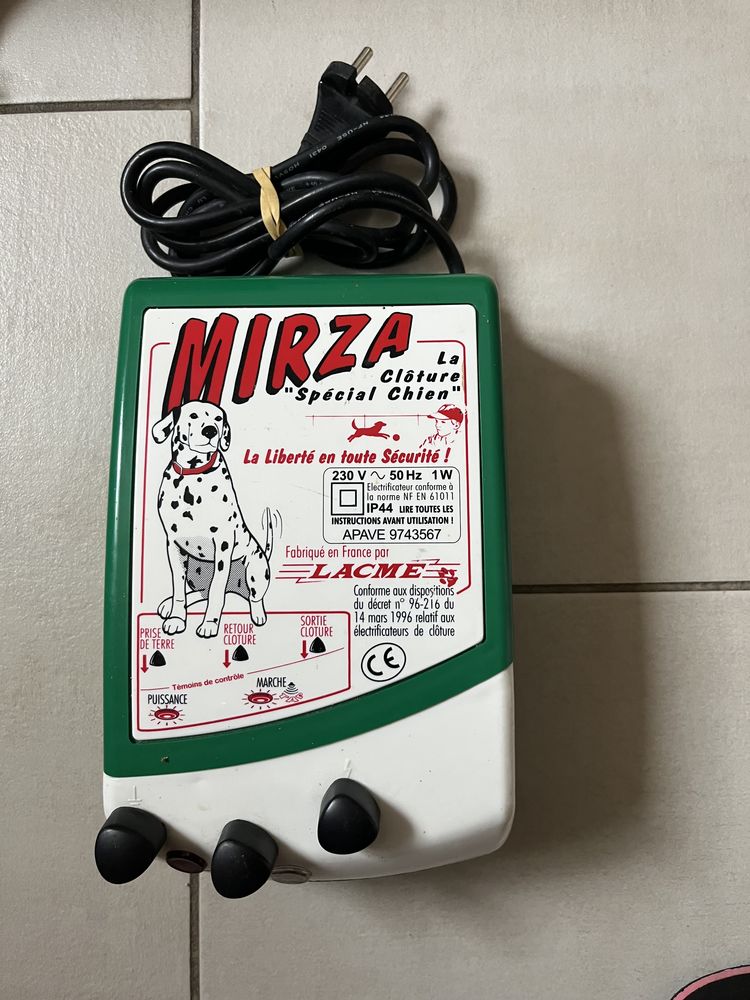 MIRZA
La
Clôture
"Spécial Chien"
La Liberté en toute Sécurité !
230 V ~ 50 Hz 1 W
Electrificateur conforme à
la norme NF EN 61011
IP44 LIRE TOUTES LES
INSTRUCTIONS AVANT UTILISATION !
APAVE 9743567
Fabriqué en France par
LACME
Conforme aux dispositions
du décret n° 96-216 du
14 mars 1996 relatif aux
électrificateurs de clôture
CE
PRISE
DE TERRE
RETOUR
CLOTURE
SORTIE
CLOTURE
Témoins de contrôle
PUISSANCE
MARCHE